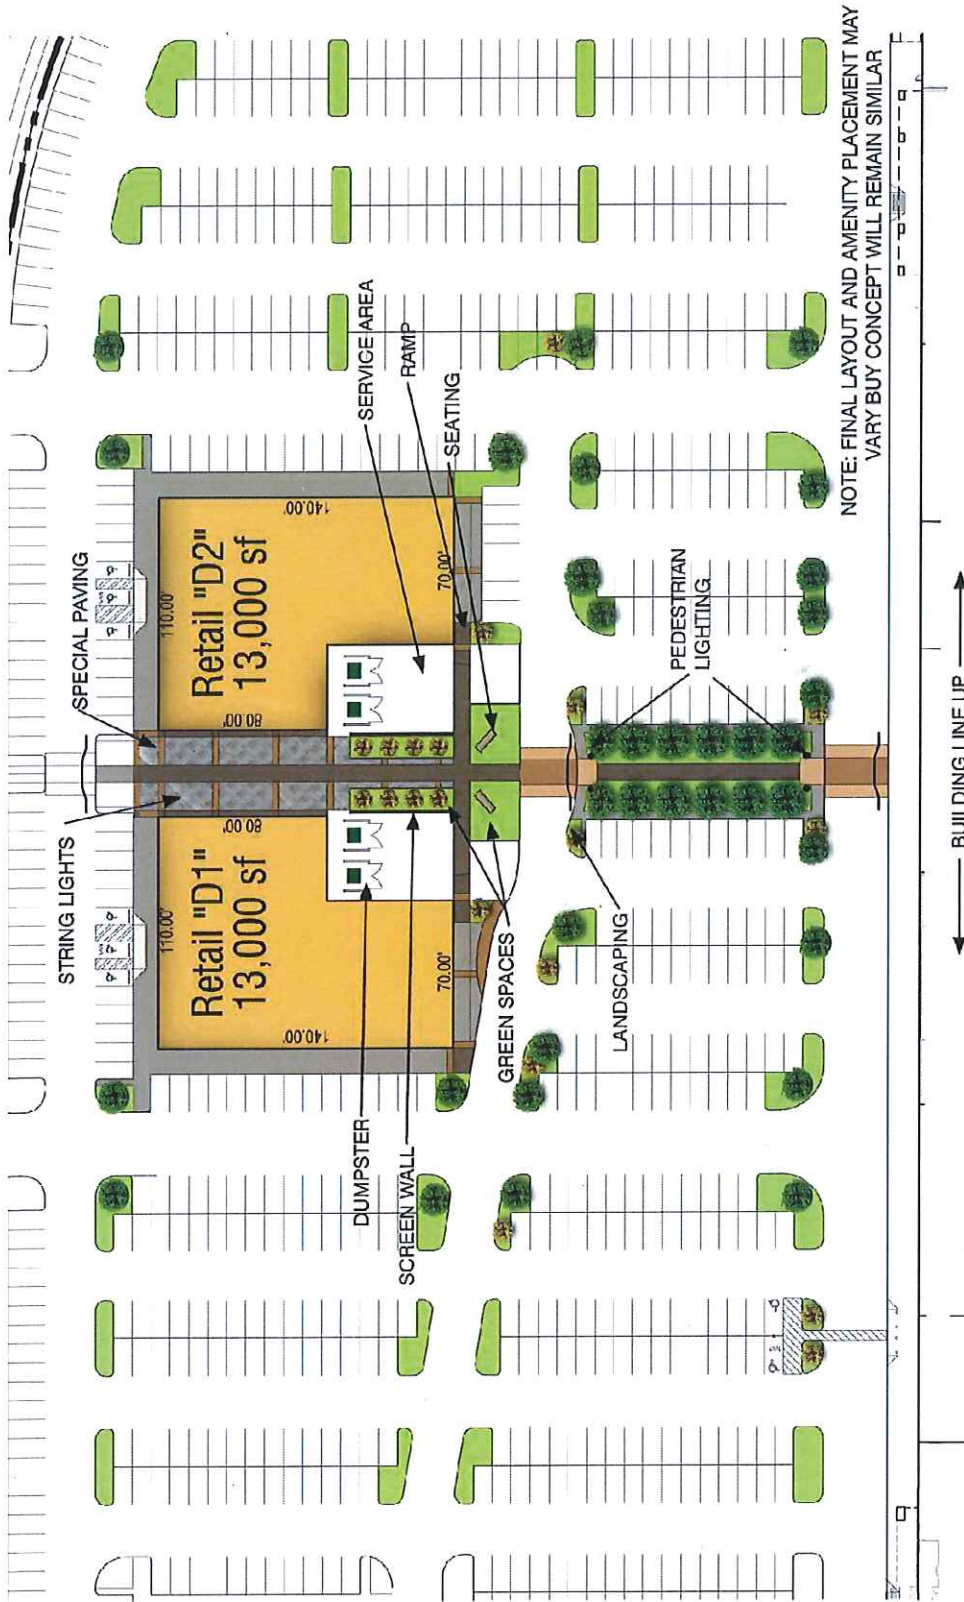 STRING LIGHTS
SPECIAL PAVING
110.00'
110.00'
Retail "D1"
13,000 sf
Retail "D2"
13,000 sf
80.00'
80.00'
140.00'
140.00'
70.00'
70.00'
DUMPSTER
SCREEN WALL
GREEN SPACES
SERVICE AREA
RAMP
SEATING
LANDSCAPING
PEDESTRIAN
LIGHTING
NOTE: FINAL LAYOUT AND AMENITY PLACEMENT MAY
VARY BUY CONCEPT WILL REMAIN SIMILAR
BUILDING LINE UP